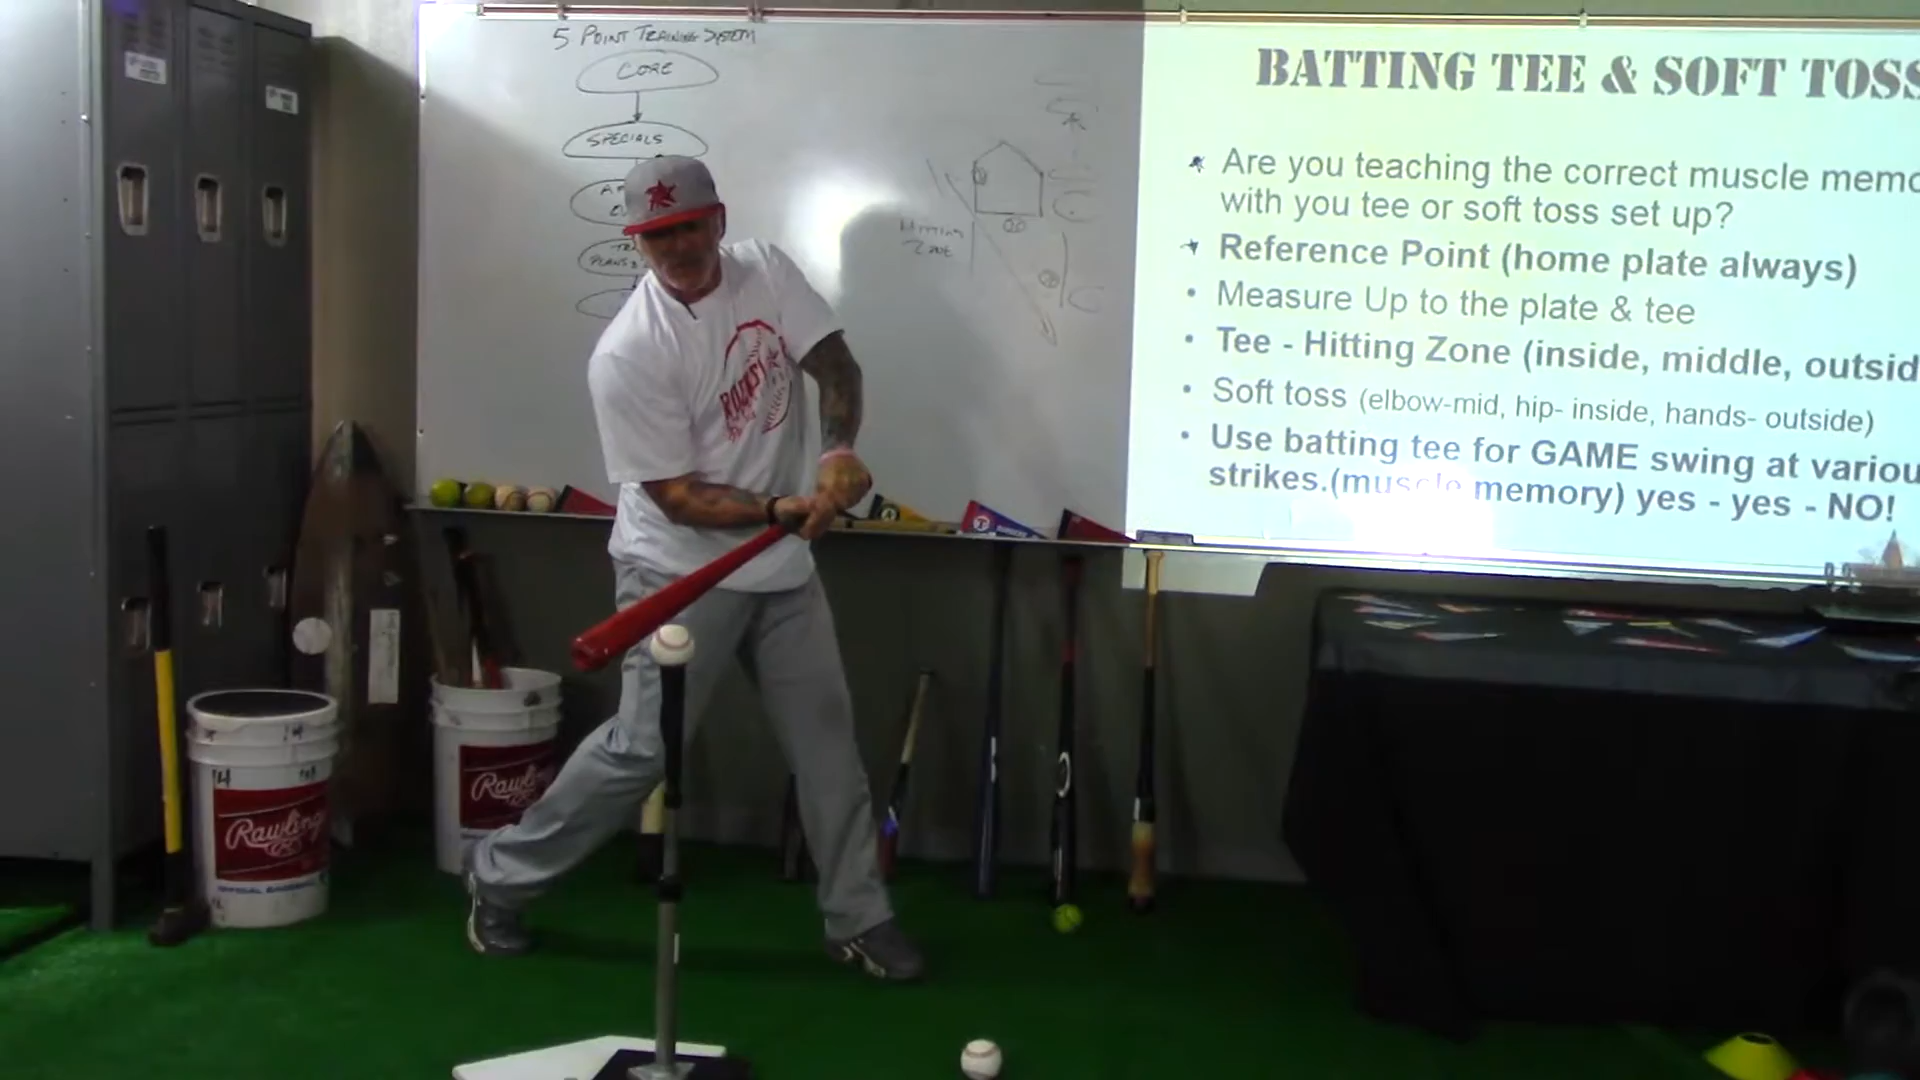 5 POINT TRAINING SYSTEM
CORE
SPECIALS
HITTING
ZONE
BATTING TEE & SOFT TOSS
Are you teaching the correct muscle memo
with you tee or soft toss set up?
Reference Point (home plate always)
• Measure Up to the plate & tee
• Tee - Hitting Zone (inside, middle, outsid
• Soft toss (elbow-mid, hip- inside, hands- outside)
• Use batting tee for GAME swing at variou
strikes.(muscle memory) yes - yes - NO!
Rawlings
Rawlings